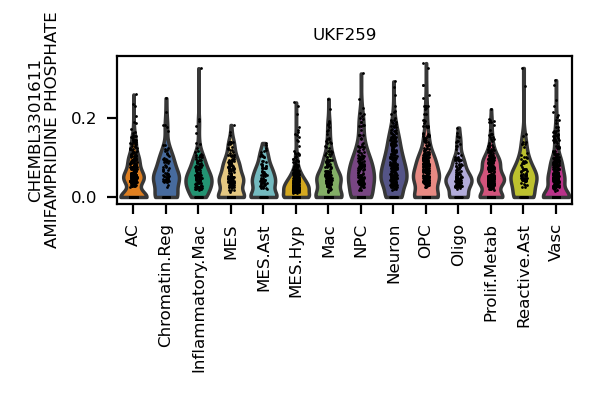 UKF259
CHEMBL3301611
AMIFAMPRIDINE PHOSPHATE
0.2
0.0
AC
Chromatin.Reg
Inflammatory.Mac
MES
MES.Ast
MES.Hyp
Mac
NPC
Neuron
OPC
Oligo
Prolif.Metab
Reactive.Ast
Vasc